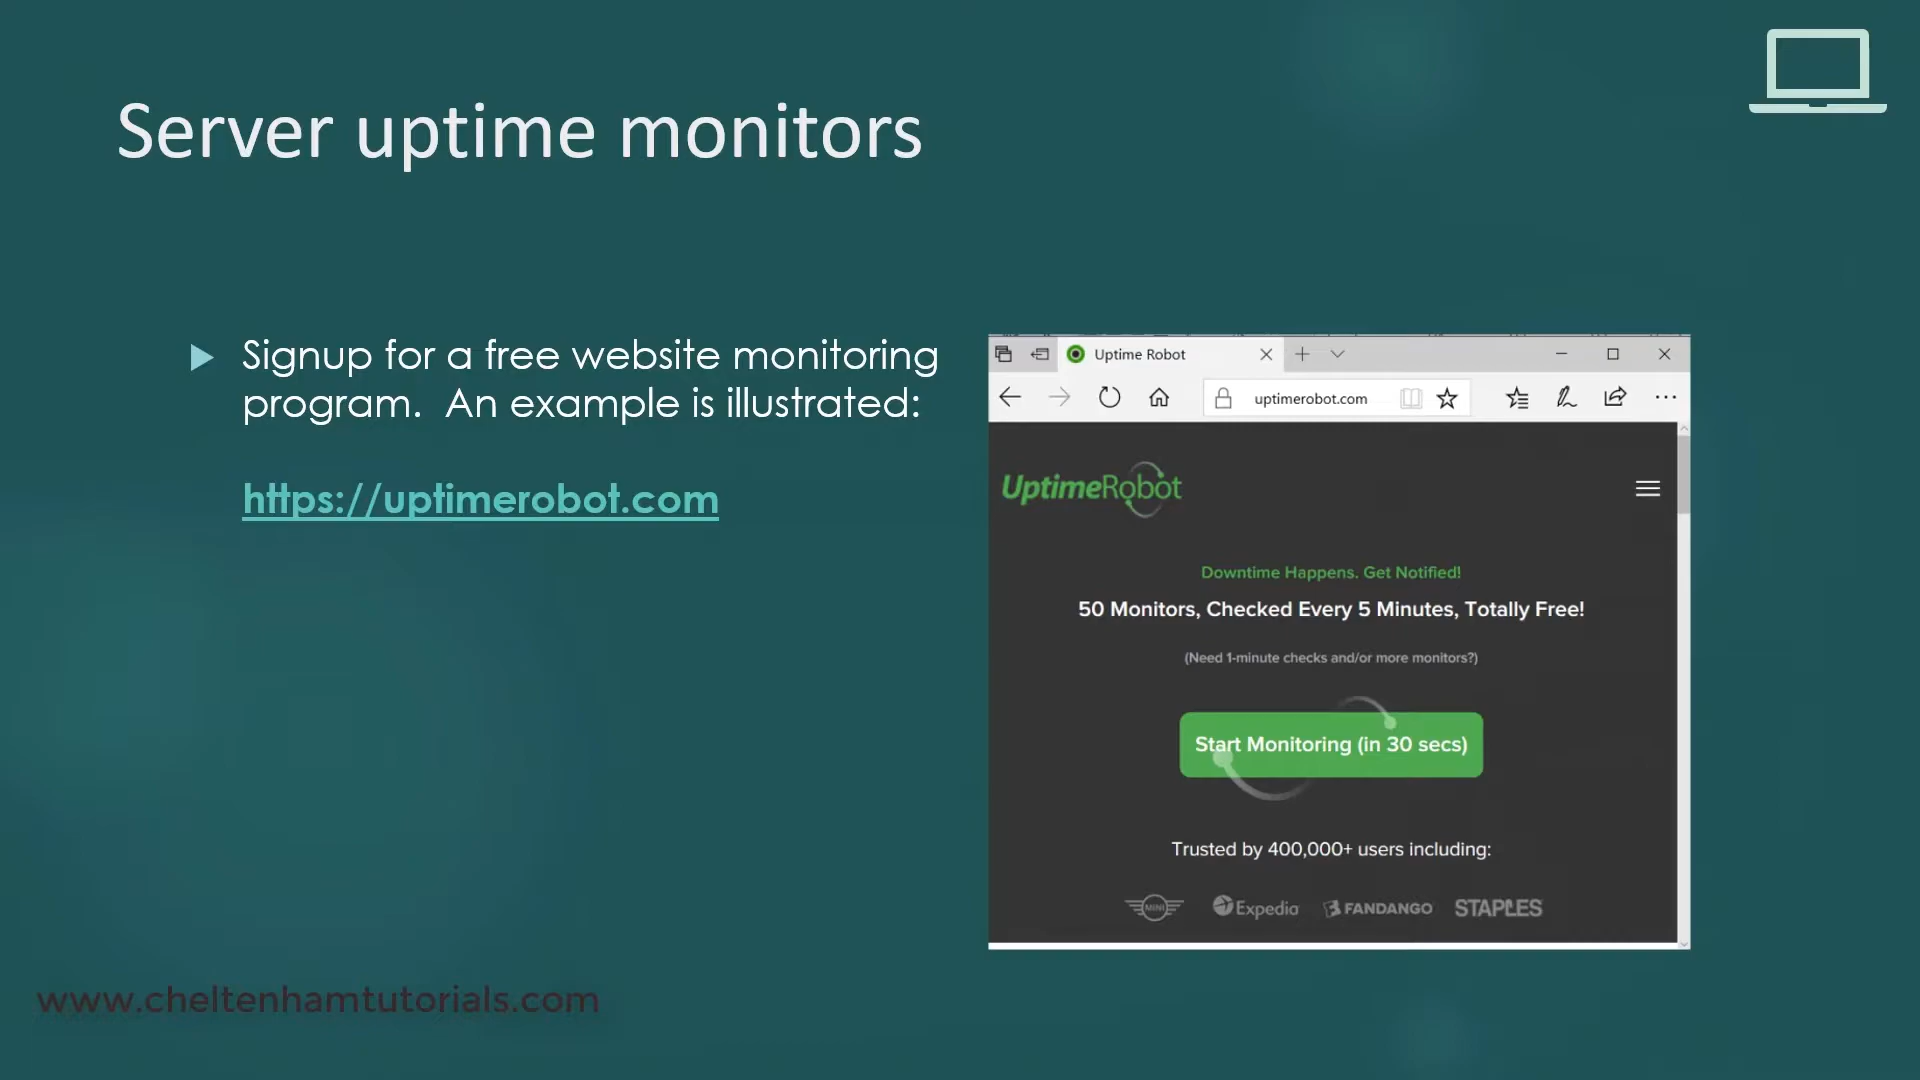 Server uptime monitors
Signup for a free website monitoring
program. An example is illustrated:
https://uptimerobot.com
Uptime Robot
uptimerobot.com
UptimeRobot
Downtime Happens. Get Notified!
50 Monitors, Checked Every 5 Minutes, Totally Free!
(Need 1-minute checks and/or more monitors?)
Start Monitoring (in 30 secs)
Trusted by 400,000+ users including:
MINI Expedia FANDANGO STAPLES
www.cheltenhamtutorials.com